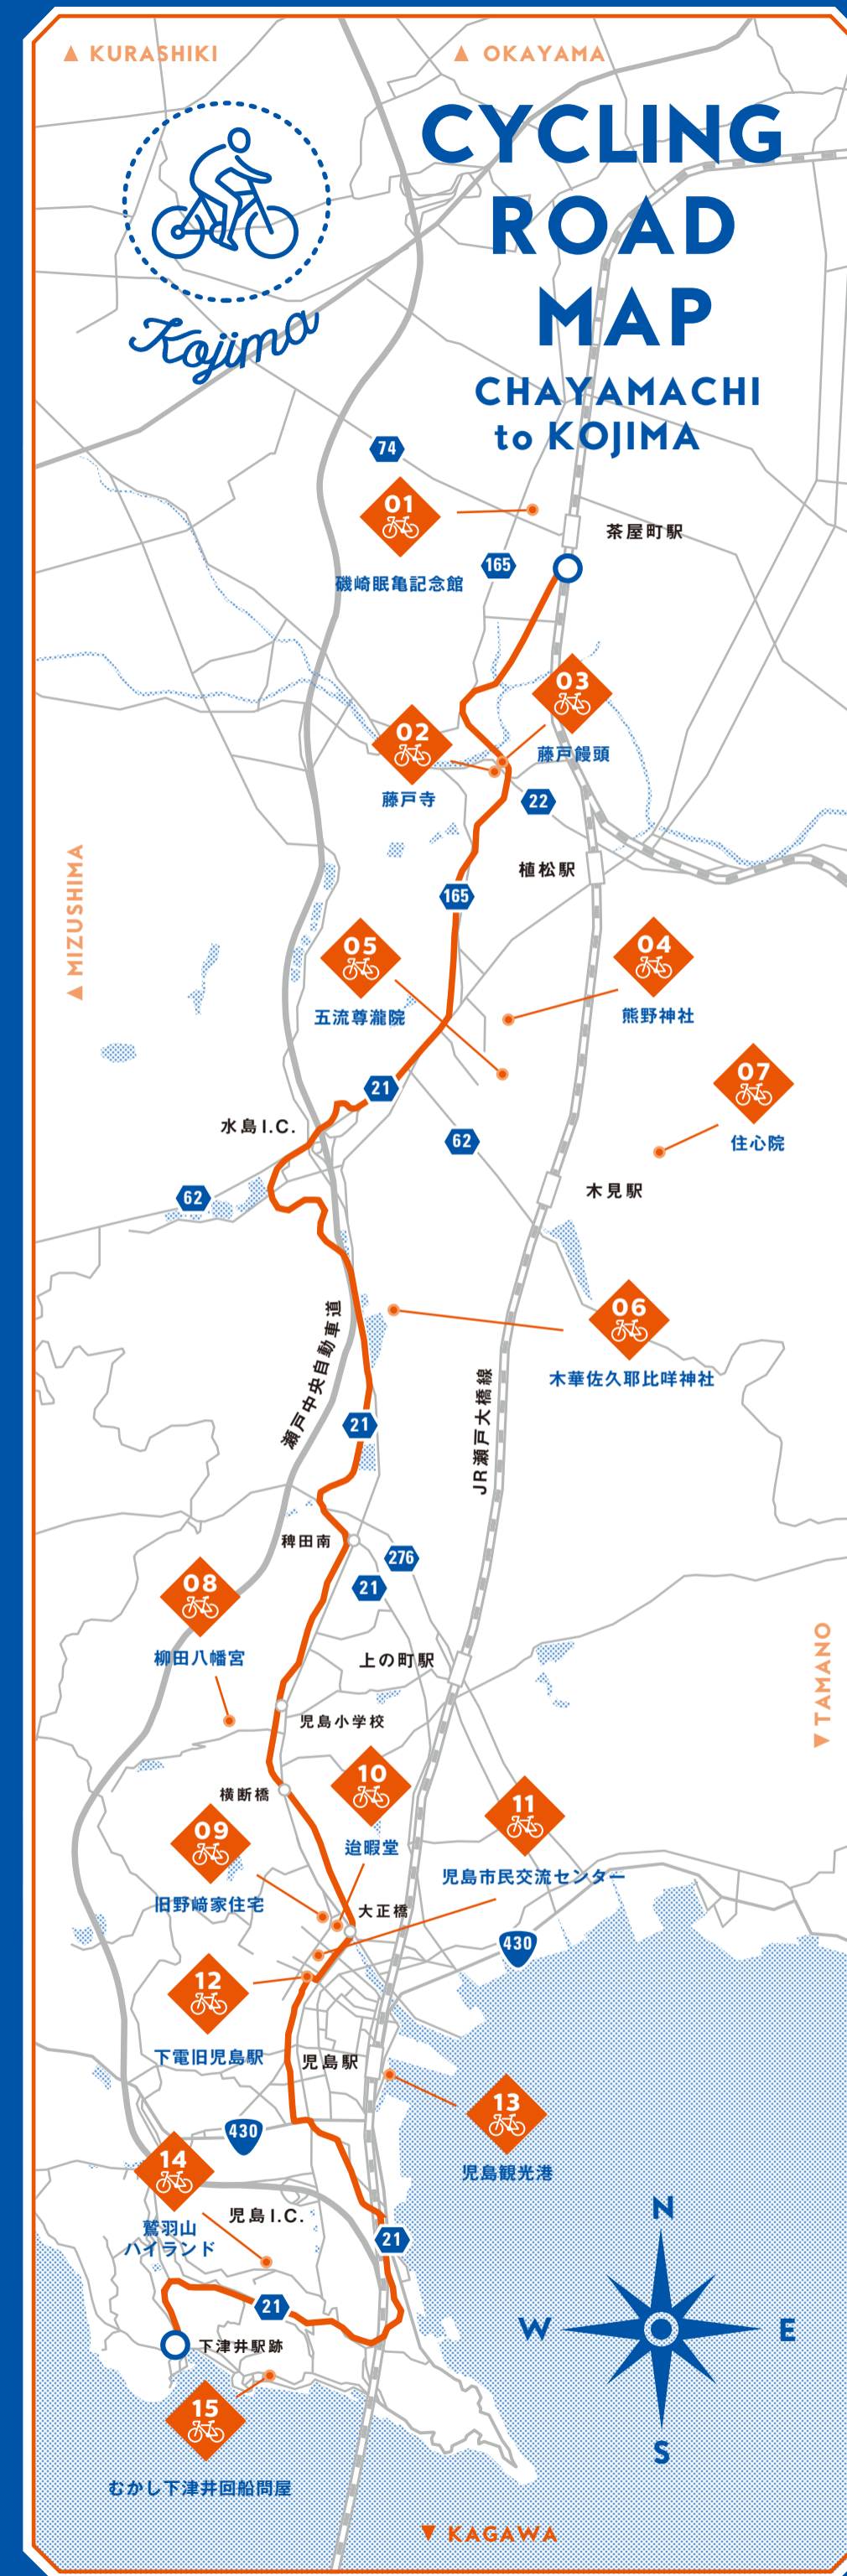 ▲ KURASHIKI
▲ OKAYAMA
CYCLING
ROAD
MAP
CHAYAMACHI
to KOJIMA
Kojima
74
01
磯崎眠亀記念館
茶屋町駅
165
03
藤戸饅頭
02
藤戸寺
22
植松駅
▲ MIZUSHIMA
165
05
五流尊瀧院
04
熊野神社
07
住心院
21
水島I.C.
62
62
木見駅
06
木華佐久耶比咩神社
瀬戸中央自動車道
JR瀬戸大橋線
21
稗田南
276
21
08
柳田八幡宮
上の町駅
▼ TAMANO
児島小学校
横断橋
10
迨暇堂
11
児島市民交流センター
09
旧野﨑家住宅
大正橋
430
12
下電旧児島駅
児島駅
13
児島観光港
430
14
鷲羽山
ハイランド
児島I.C.
21
N
W
E
S
21
下津井駅跡
15
むかし下津井回船問屋
▼ KAGAWA